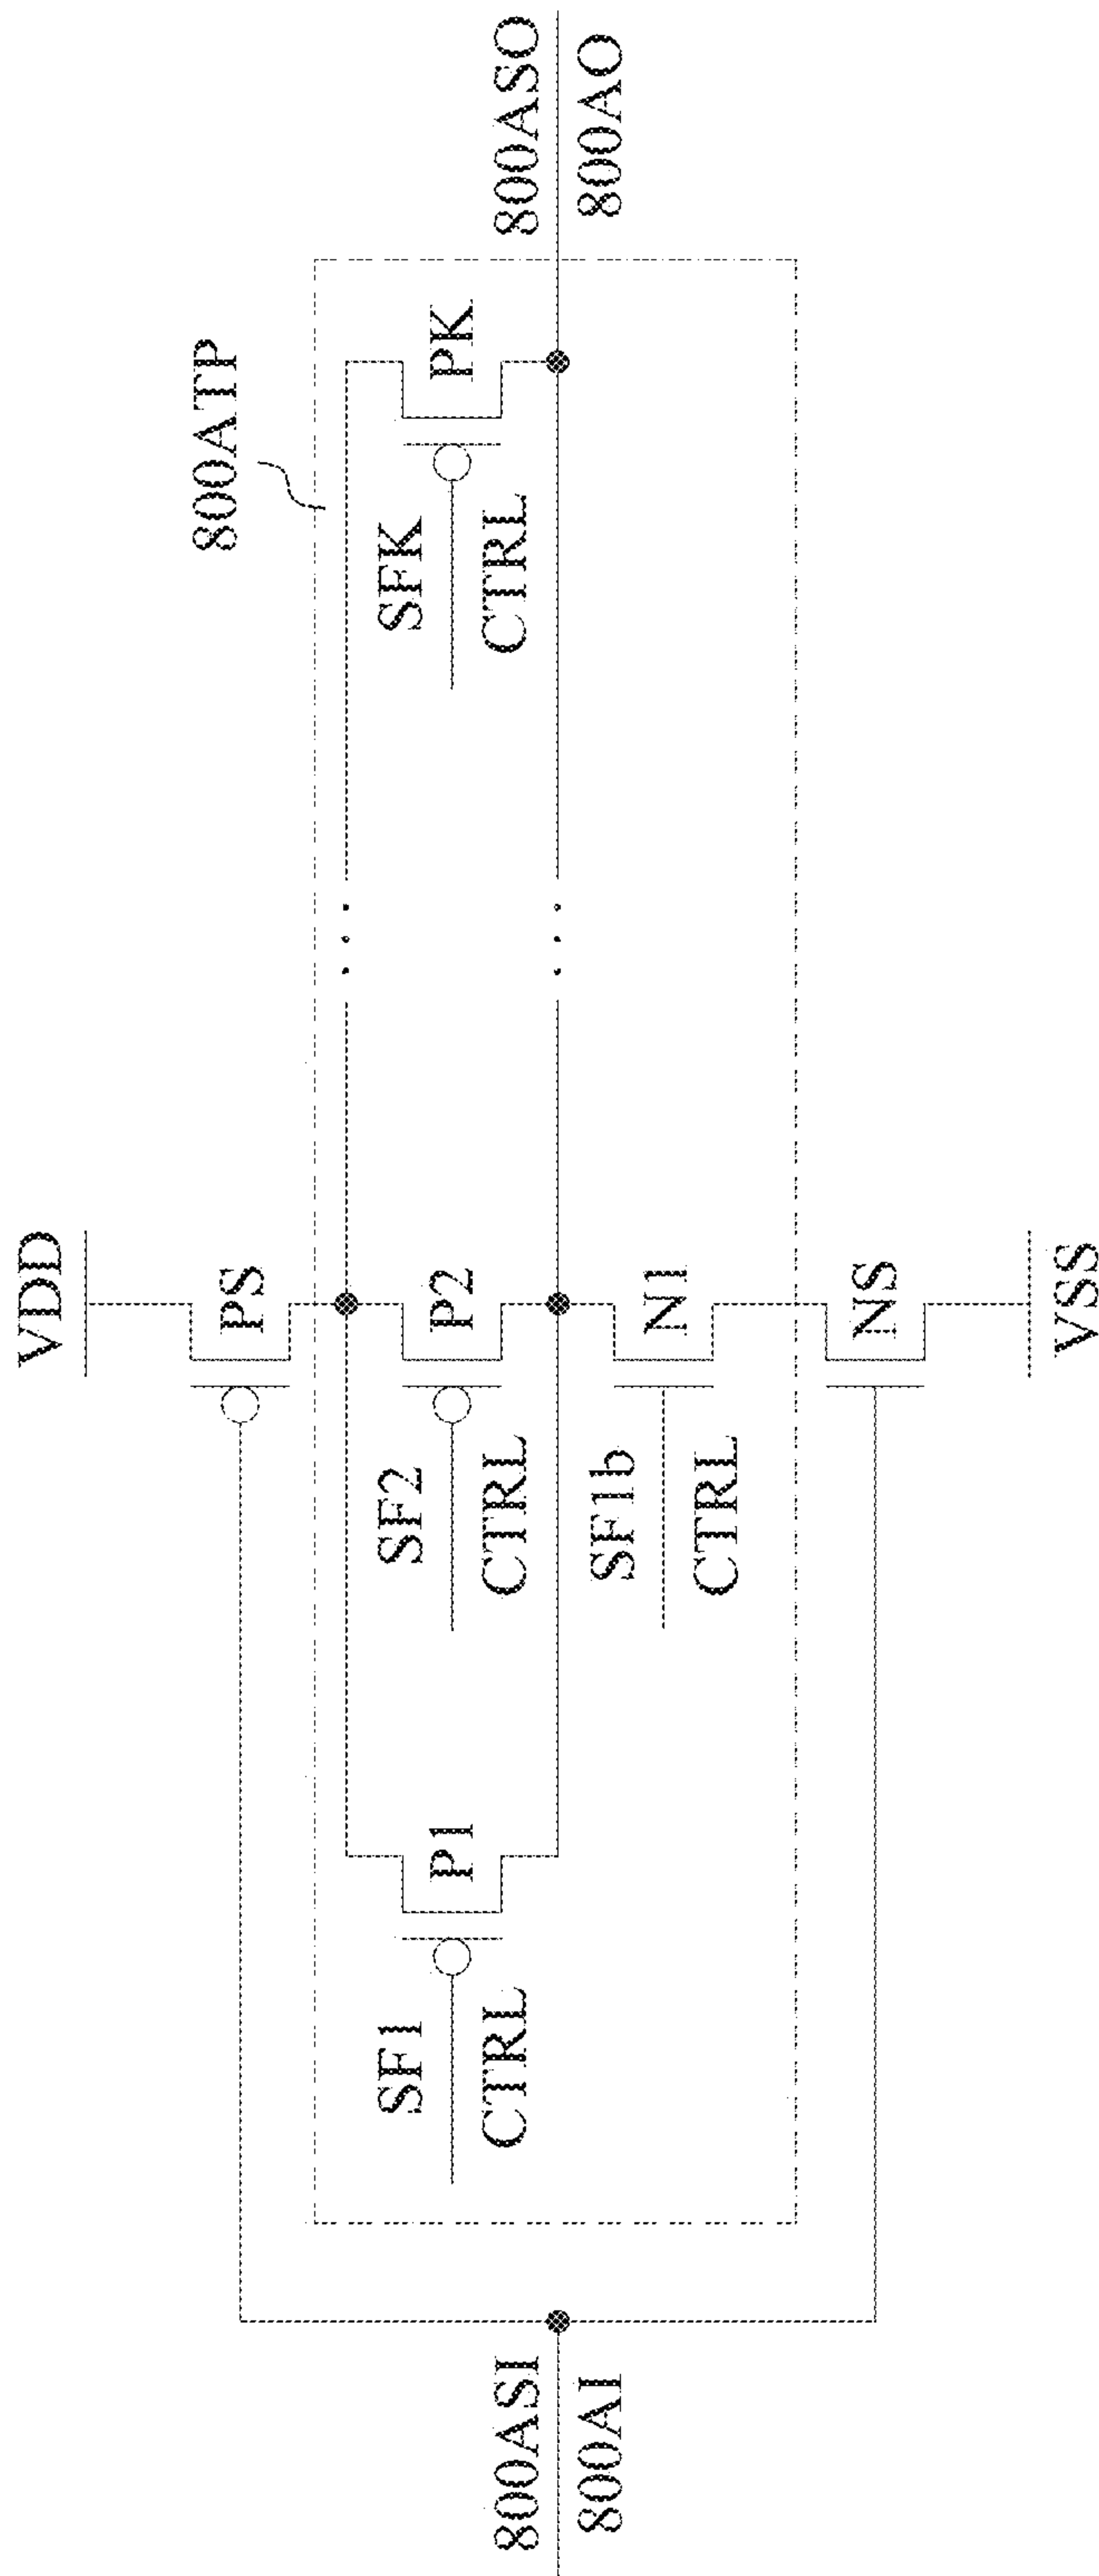 VDD
PS
800ATP
SF1
P1
CTRL
SF2
P2
CTRL
SFK
PK
CTRL
800ASI
800AI
800ASO
800AO
SF1b
N1
CTRL
NS
VSS